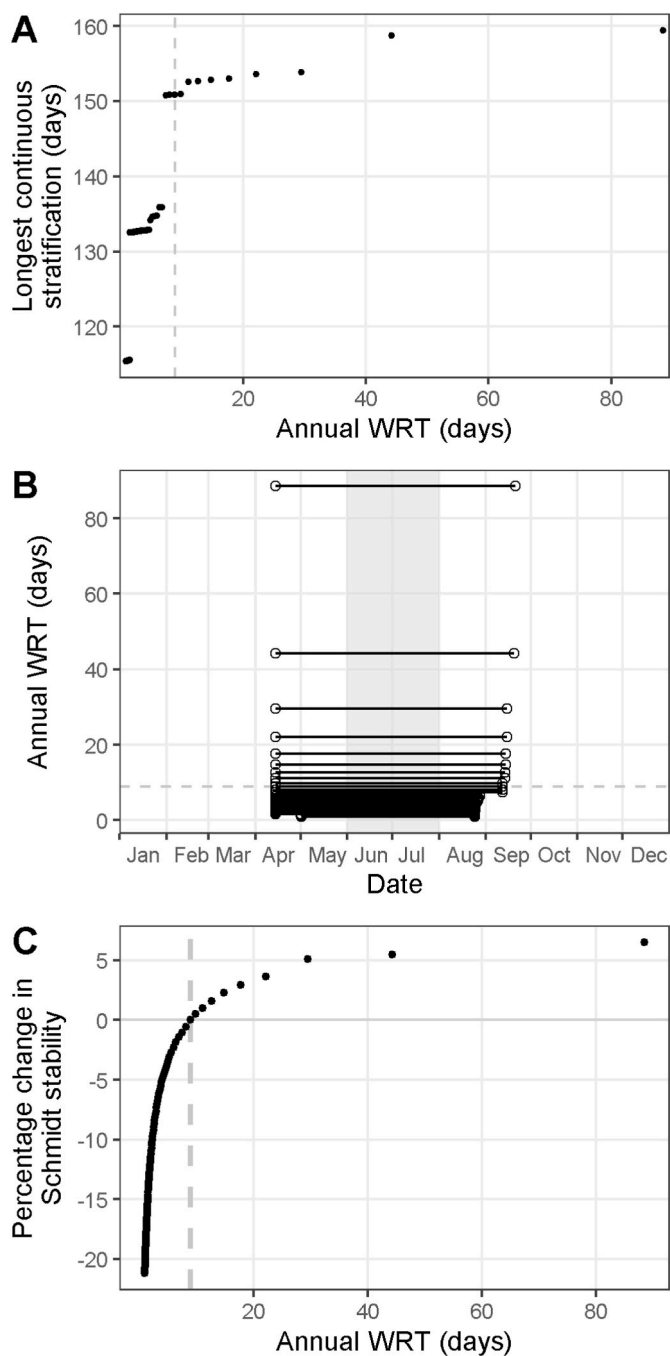 A
Longest continuous
stratification (days)
160
150
140
130
120
20 40 60 80
Annual WRT (days)
B
Annual WRT (days)
80
60
40
20
0
Jan Feb Mar Apr May Jun Jul Aug Sep Oct Nov Dec
Date
C
Percentage change in
Schmidt stability
5
0
-5
-10
-15
-20
20 40 60 80
Annual WRT (days)